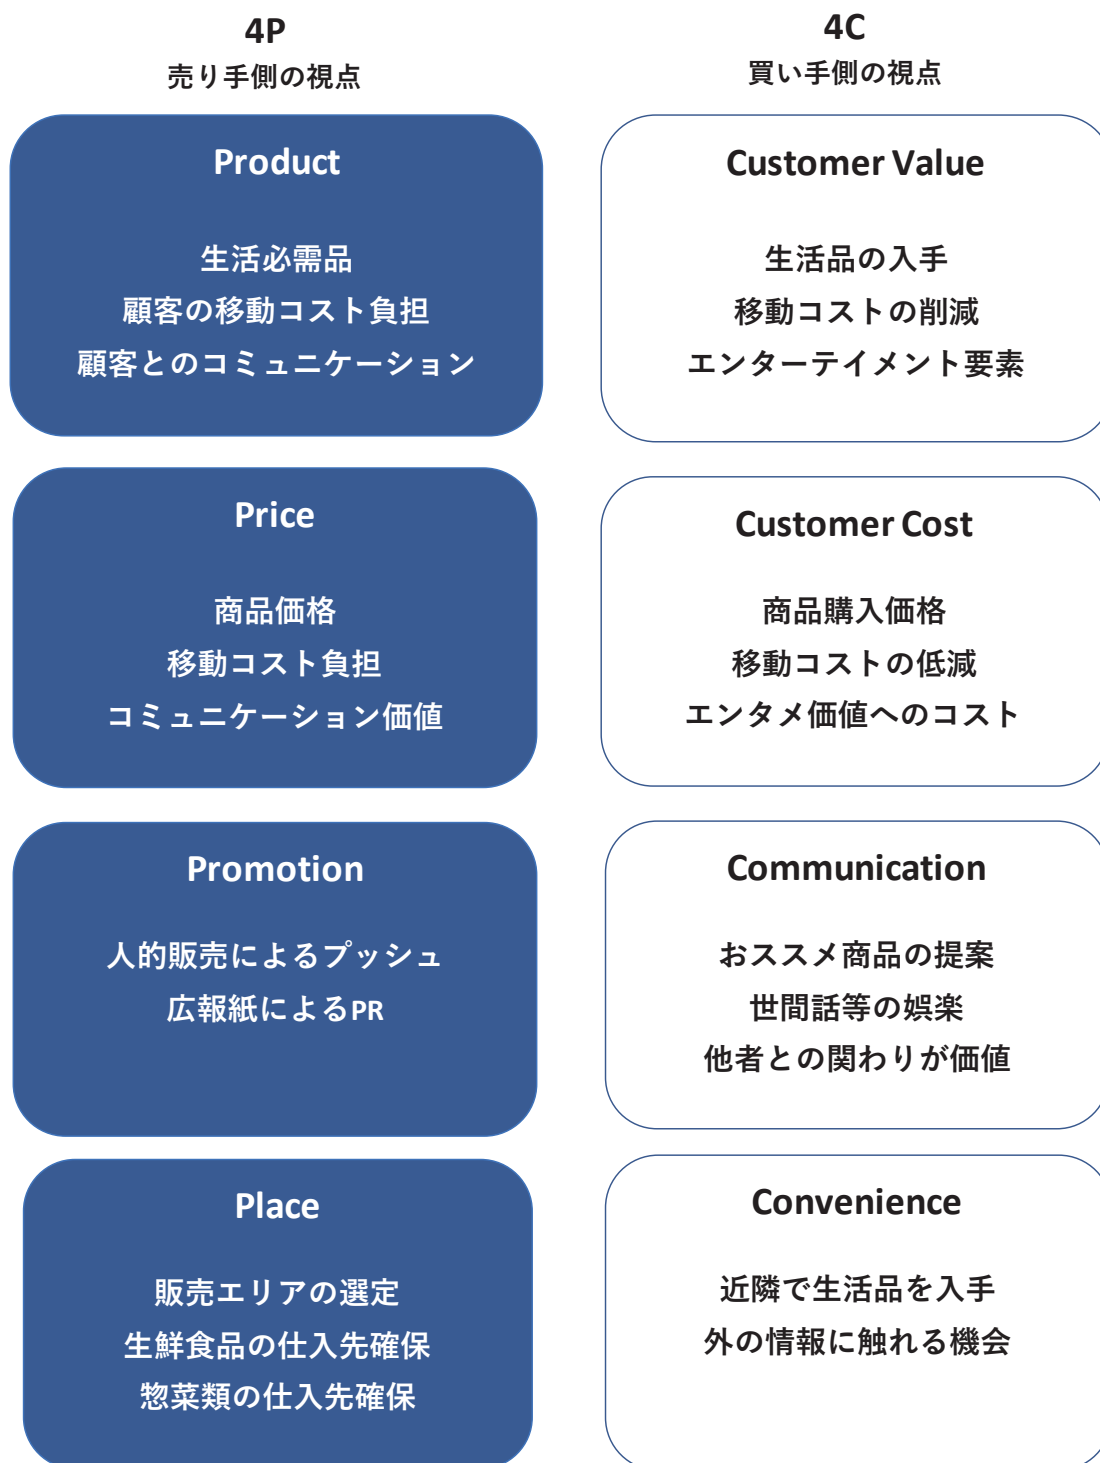 4P
売り手側の視点
Product
生活必需品
顧客の移動コスト負担
顧客とのコミュニケーション
Price
商品価格
移動コスト負担
コミュニケーション価値
Promotion
人的販売によるプッシュ
広報紙によるPR
Place
販売エリアの選定
生鮮食品の仕入先確保
惣菜類の仕入先確保
4C
買い手側の視点
Customer Value
生活品の入手
移動コストの削減
エンターテイメント要素
Customer Cost
商品購入価格
移動コストの低減
エンタメ価値へのコスト
Communication
おススメ商品の提案
世間話等の娯楽
他者との関わりが価値
Convenience
近隣で生活品を入手
外の情報に触れる機会